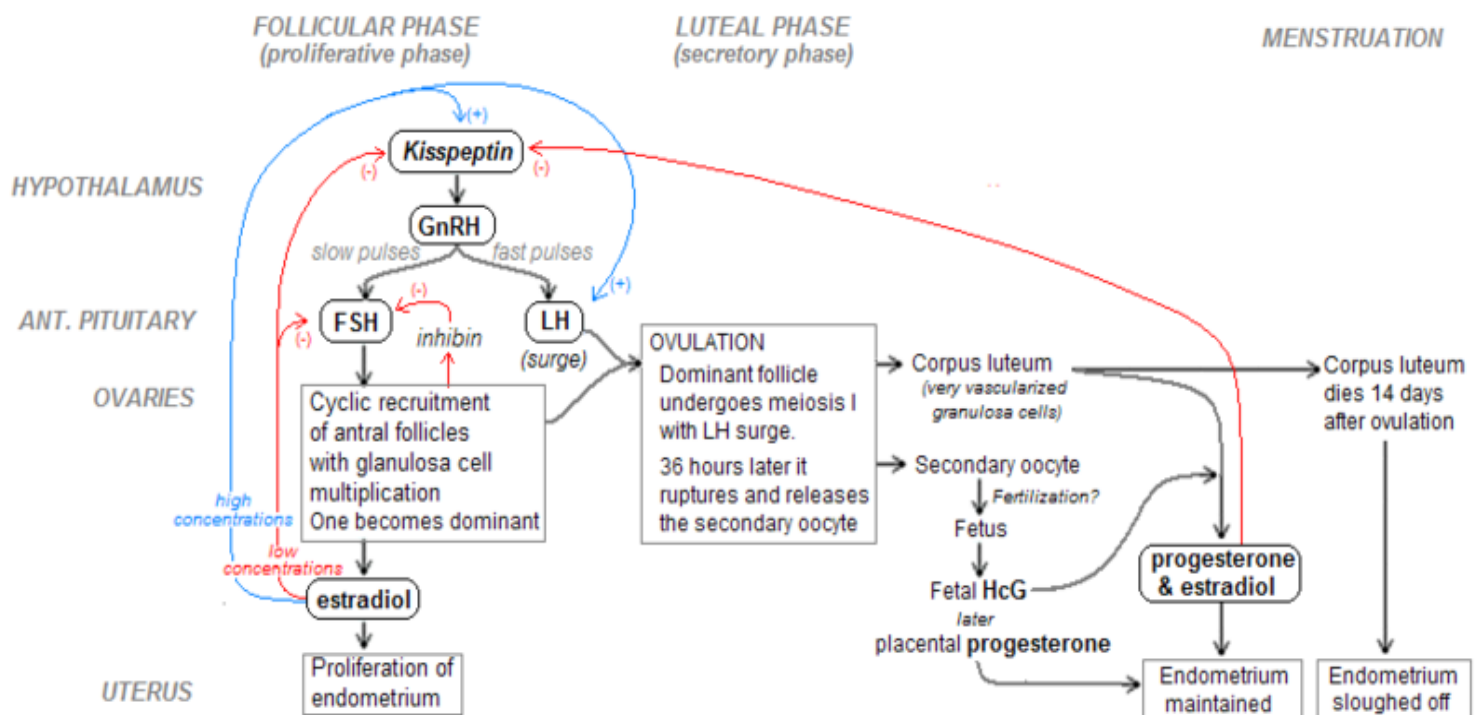 FOLLICULAR PHASE
(proliferative phase)
LUTEAL PHASE
(secretory phase)
MENSTRUATION
(+)
Kisspeptin
(-)
(-)
HYPOTHALAMUS
GnRH
slow pulses
fast pulses
(-)
(+)
ANT. PITUITARY
FSH
LH
(-)
inhibin
(surge)
OVARIES
Cyclic recruitment
of antral follicles
with glanulosa cell
multiplication
One becomes dominant
OVULATION
Dominant follicle
undergoes meiosis I
with LH surge.
36 hours later it
ruptures and releases
the secondary oocyte
Corpus luteum
(very vascularized
granulosa cells)
Corpus luteum
dies 14 days
after ovulation
Secondary oocyte
Fertilization?
Fetus
Fetal HcG
later
placental progesterone
high
concentrations
low
concentrations
estradiol
progesterone
& estradiol
UTERUS
Proliferation of
endometrium
Endometrium
maintained
Endometrium
sloughed off